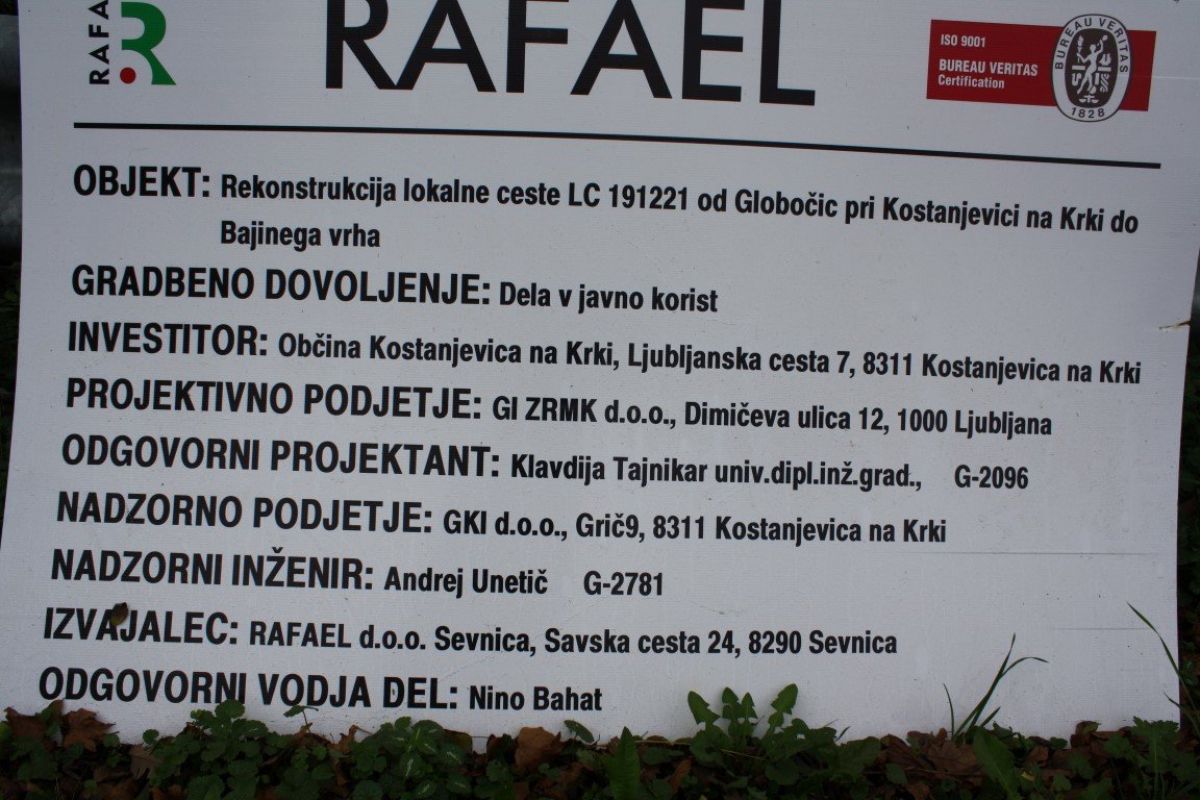 RAFA
R
RAFAEL
ISO 9001
BUREAU VERITAS
Certification
BUREAU VERITAS
1828
OBJEKT: Rekonstrukcija lokalne ceste LC 191221 od Globočic pri Kostanjevici na Krki do
Bajinega vrha
GRADBENO DOVOLJENJE: Dela v javno korist
INVESTITOR: Občina Kostanjevica na Krki, Ljubljanska cesta 7, 8311 Kostanjevica na Krki
PROJEKTIVNO PODJETJE: GI ZRMK d.o.o., Dimičeva ulica 12, 1000 Ljubljana
ODGOVORNI PROJEKTANT: Klavdija Tajnikar univ.dipl.inž.grad., G-2096
NADZORNO PODJETJE: GKI d.o.o., Grič9, 8311 Kostanjevica na Krki
NADZORNI INŽENIR: Andrej Unetič G-2781
IZVAJALEC: RAFAEL d.o.o. Sevnica, Savska cesta 24, 8290 Sevnica
ODGOVORNI VODJA DEL: Nino Bahat